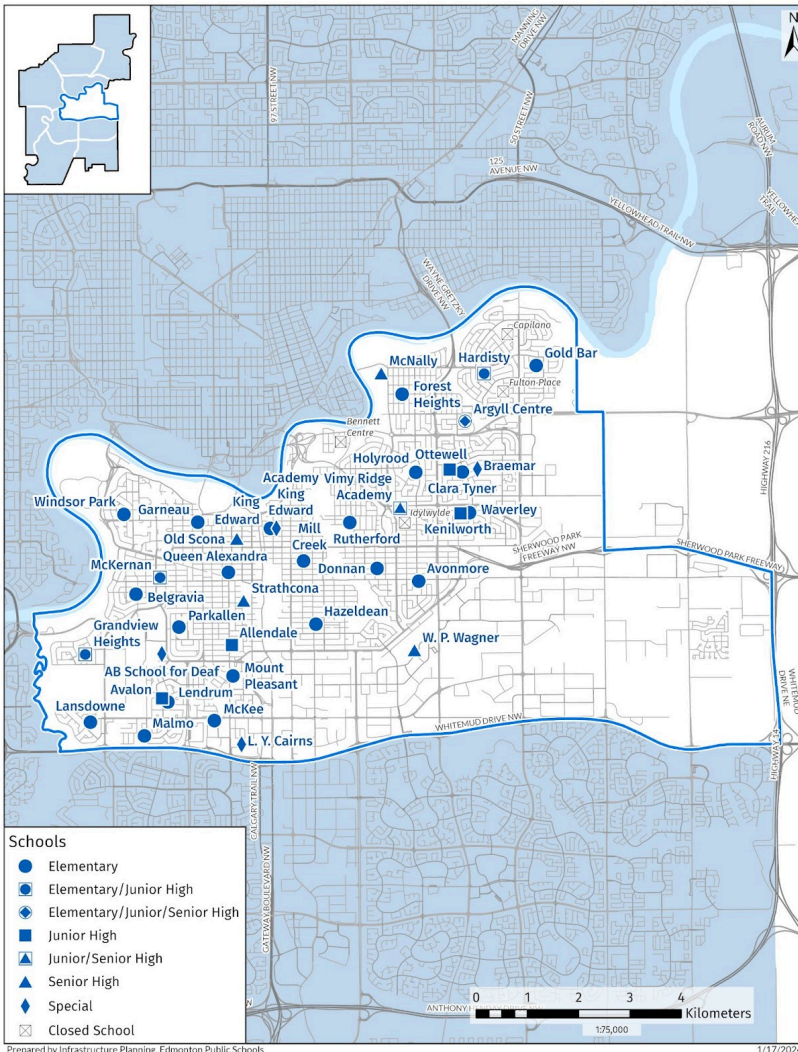 N
MANNING
DRIVE NW
97 STREET NW
50 STREET NW
AURUM
ROAD NW
125
AVENUE NW
YELLOWHEAD TRAIL NW
TRAIL
WAYNE GRETZKY
DRIVE NW
Capilano
McNally
Hardisty
Gold Bar
Fulton Place
Forest
Heights
Argyll Centre
Bennett
Centre
HIGHWAY 216
Holyrood
Ottewell
Braemar
Clara Tyner
Academy
King
Edward
Vimy Ridge
Academy
King
Edward
Windsor Park
Garneau
Idylwylde
Waverley
Kenilworth
Old Scona
Mill
Creek
Rutherford
Queen Alexandra
McKernan
Donnan
Avonmore
SHERWOOD PARK
FREEWAY NW
SHERWOOD PARK FREEWAY
Belgravia
Strathcona
Parkallen
Hazeldean
Grandview
Heights
Allendale
W. P. Wagner
AB School for Deaf
Mount
Pleasant
Avalon
Lendrum
Lansdowne
McKee
Malmo
L. Y. Cairns
WHITEMUD DRIVE NW
WHITEMUD
DRIVE NE
HIGHWAY 14
CALGARY TRAIL NW
GATEWAY BOULEVARD NW
Schools
Elementary
Elementary/Junior High
Elementary/Junior/Senior High
Junior High
Junior/Senior High
Senior High
Special
Closed School
0 1 2 3 4
Kilometers
1:75,000
Prepared by Infrastructure Planning, Edmonton Public Schools